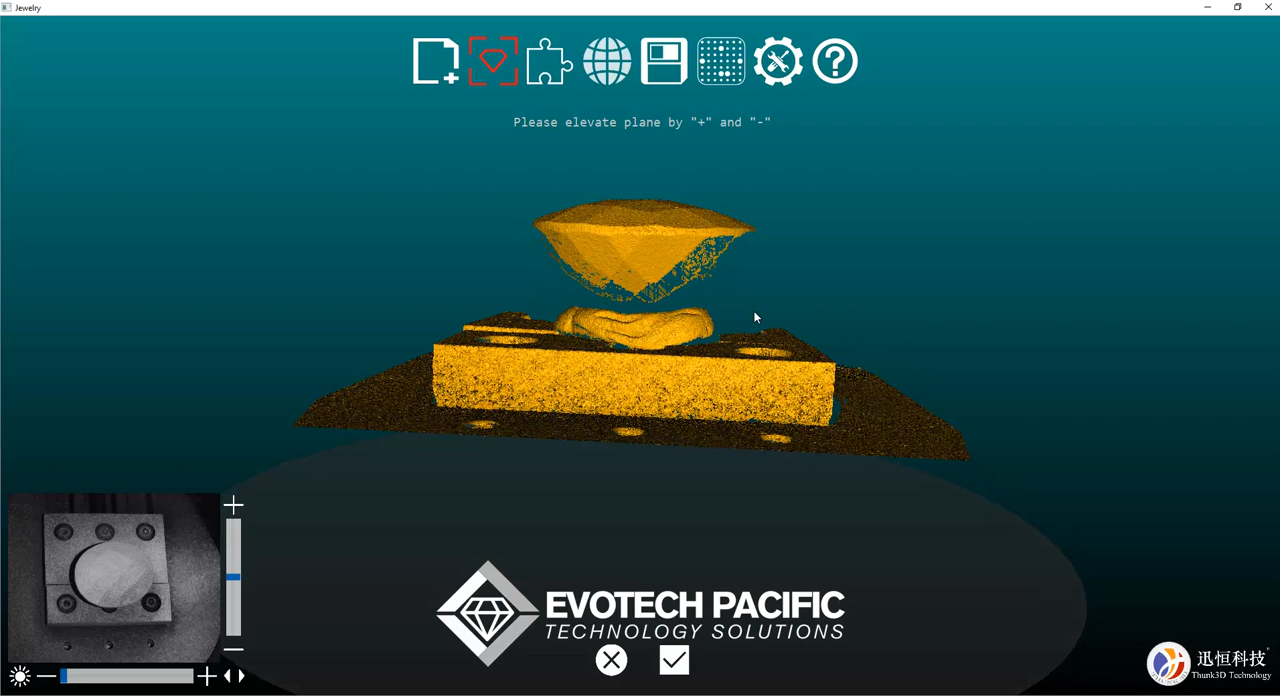 Jewelry
Please elevate plane by "+" and "-"
EVOTECH PACIFIC
TECHNOLOGY SOLUTIONS
迅恒科技
Thunk3D Technology